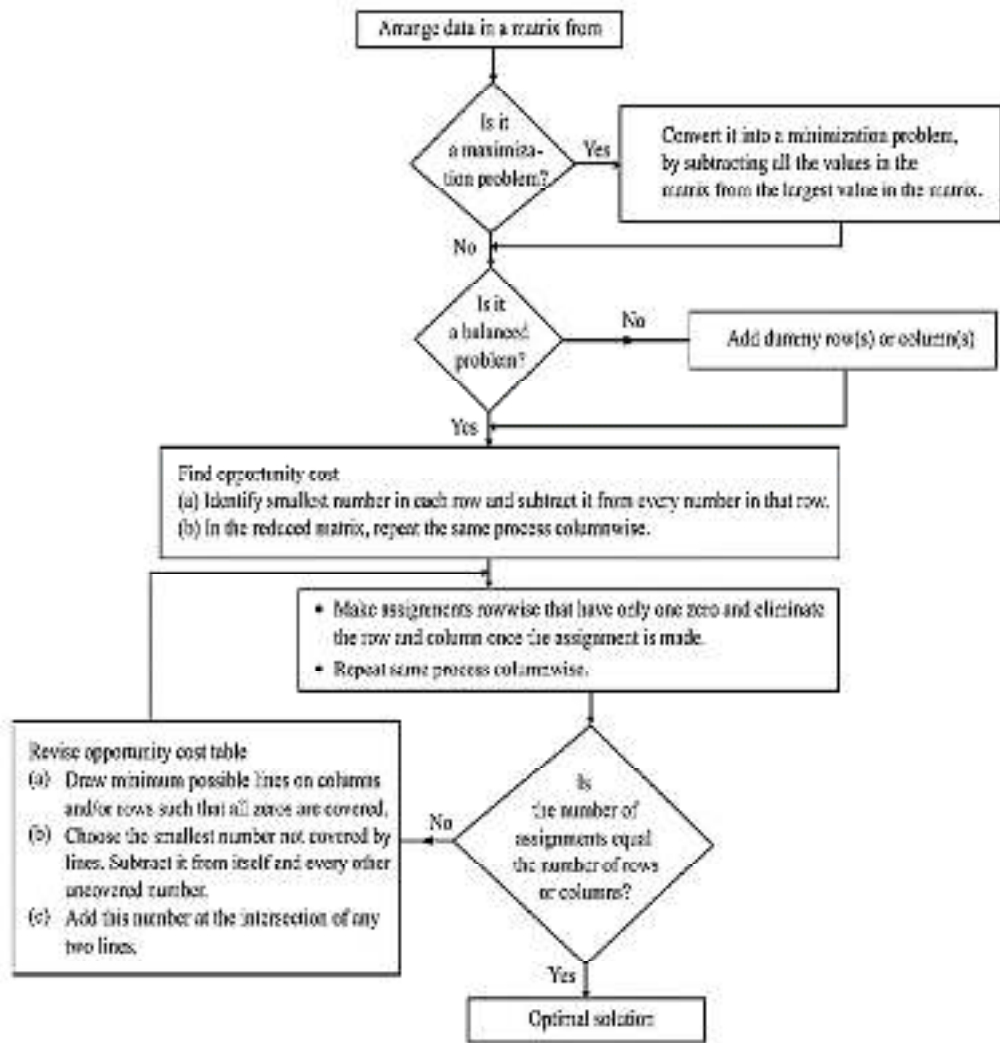 Arrange data in a matrix from
Is it
a maximiza-
tion problem?
Yes
Convert it into a minimization problem,
by subtracting all the values in the
matrix from the largest value in the matrix.
No
Is it
a balanced
problem?
No
Add dummy row(s) or column(s)
Yes
Find opportunity cost
(a) Identify smallest number in each row and subtract it from every number in that row.
(b) In the reduced matrix, repeat the same process columnwise.
• Make assignments rowwise that have only one zero and eliminate
the row and column once the assignment is made.
• Repeat same process columnwise.
Is
the number of
assignments equal
the number of rows
or columns?
No
Revise opportunity cost table
(a) Draw minimum possible lines on columns
and/or rows such that all zeros are covered.
(b) Choose the smallest number not covered by
lines. Subtract it from itself and every other
uncovered number.
(c) Add this number at the intersection of any
two lines.
Yes
Optimal solution